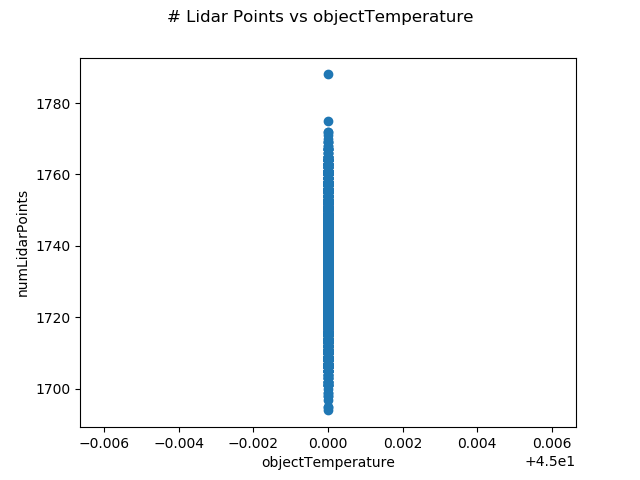 # Lidar Points vs objectTemperature
1780
1760
1740
1720
1700
numLidarPoints
−0.006 −0.004 −0.002 0.000 0.002 0.004 0.006
+4.5e1
objectTemperature